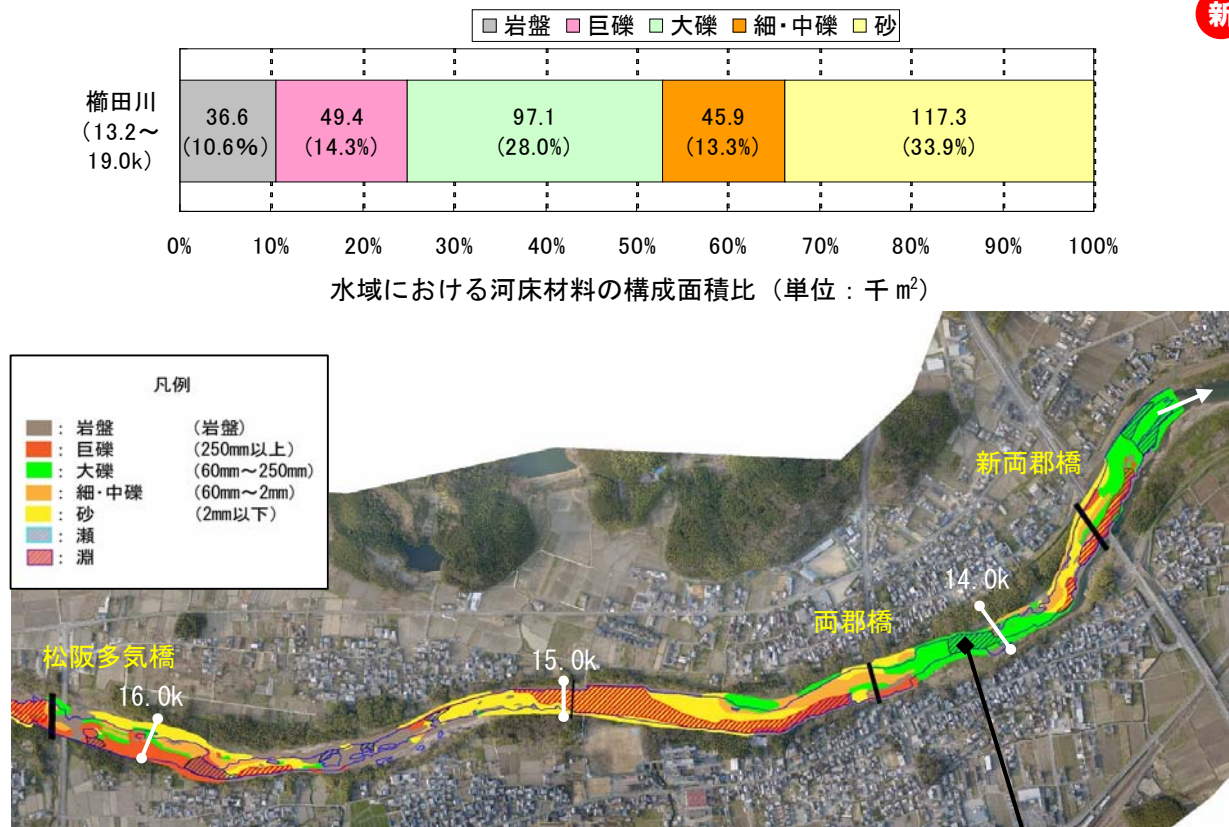 新
岩盤 巨礫 大礫 細・中礫 砂
櫛田川
(13.2～
19.0k)
36.6
(10.6%)
49.4
(14.3%)
97.1
(28.0%)
45.9
(13.3%)
117.3
(33.9%)
0% 10% 20% 30% 40% 50% 60% 70% 80% 90% 100%
水域における河床材料の構成面積比（単位：千m²）
凡例
：岩盤 (岩盤)
：巨礫 (250mm以上)
：大礫 (60mm～250mm)
：細・中礫 (60mm～2mm)
：砂 (2mm以下)
：瀬
：淵
新両郡橋
14.0k
両郡橋
15.0k
松阪多気橋
16.0k